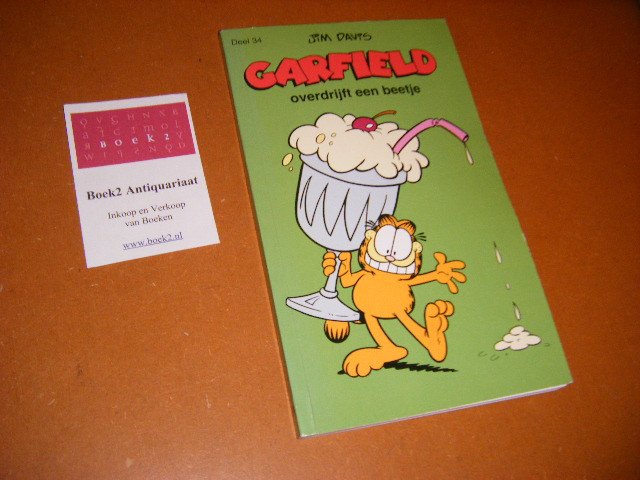 QVGHNSE
BOEK2
Boek2 Antiquariaat
Inkoop en Verkoop
van Boeken
www.boek2.nl
Deel 34
JIM DAVIS
GARFIELD
overdrijft een beetje